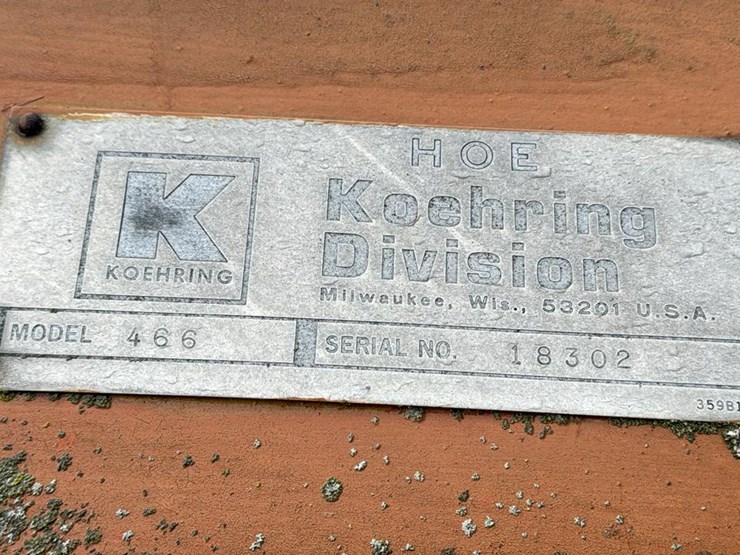 HOE
K
KOEHRING
Koehring
Division
Milwaukee, Wis., 53201 U.S.A.
MODEL 466
SERIAL NO. 18302